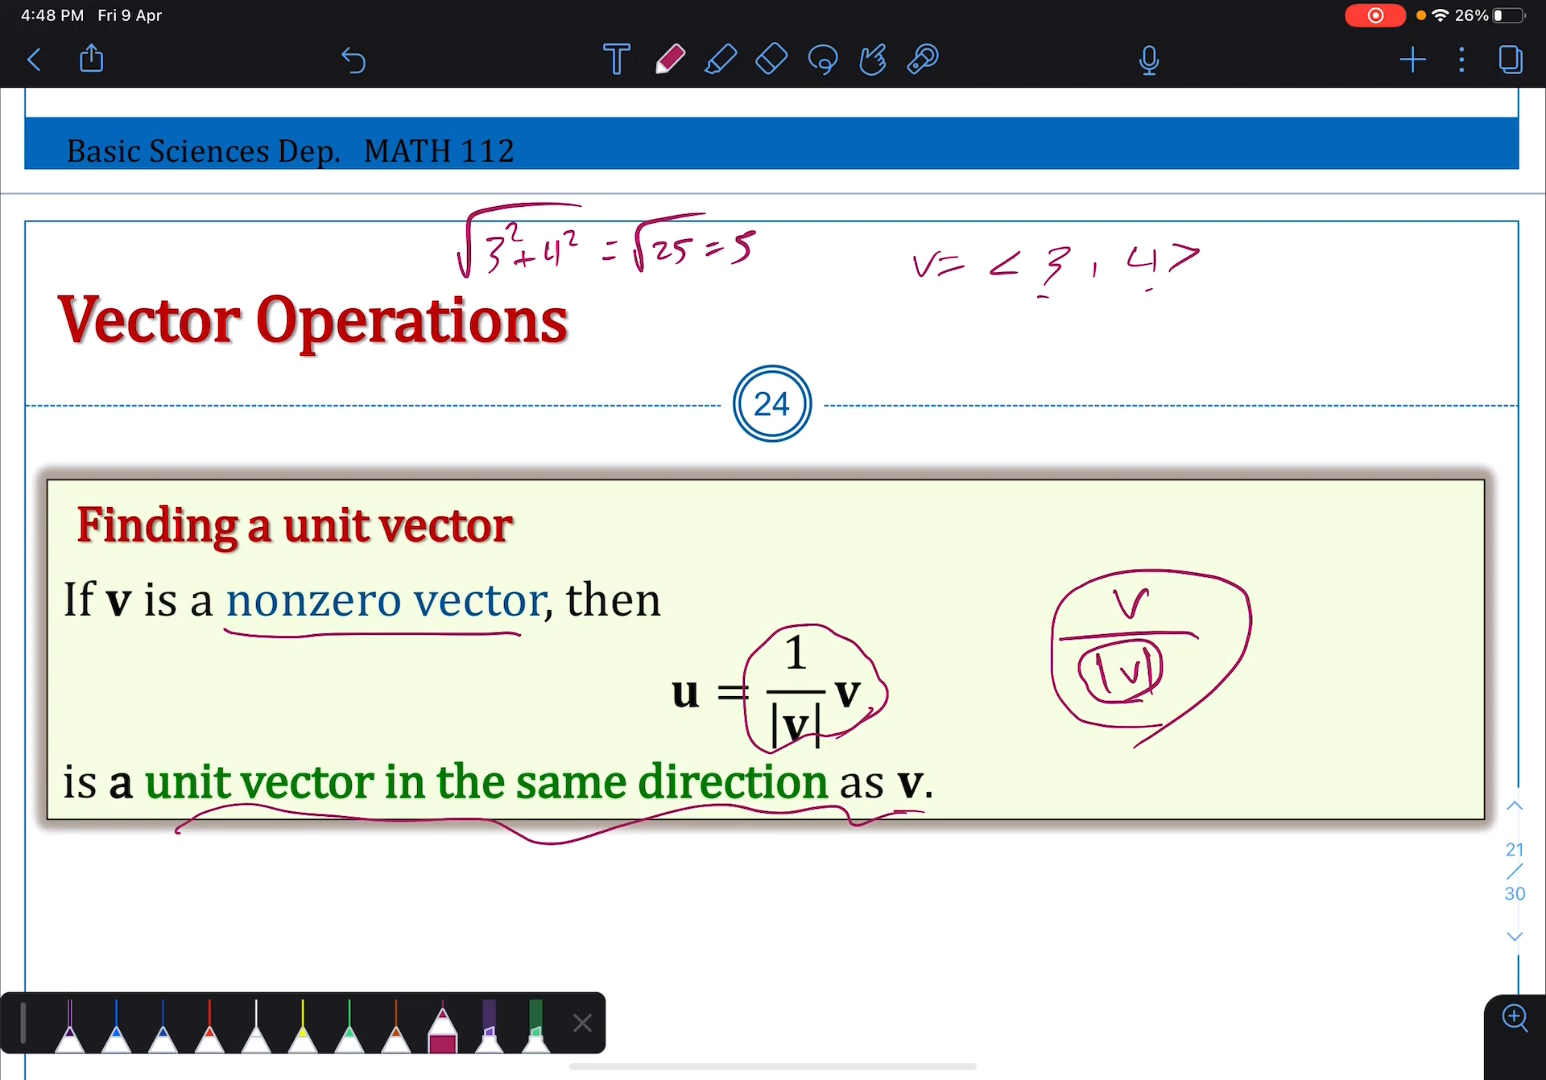 4:48 PM Fri 9 Apr
26%
Basic Sciences Dep. MATH 112
√3²+4² = √25 = 5
v = < 3 , 4 >
Vector Operations
24
Finding a unit vector
If v is a nonzero vector, then
u = 1/|v| v
v/|v|
is a unit vector in the same direction as v.
21
/
30